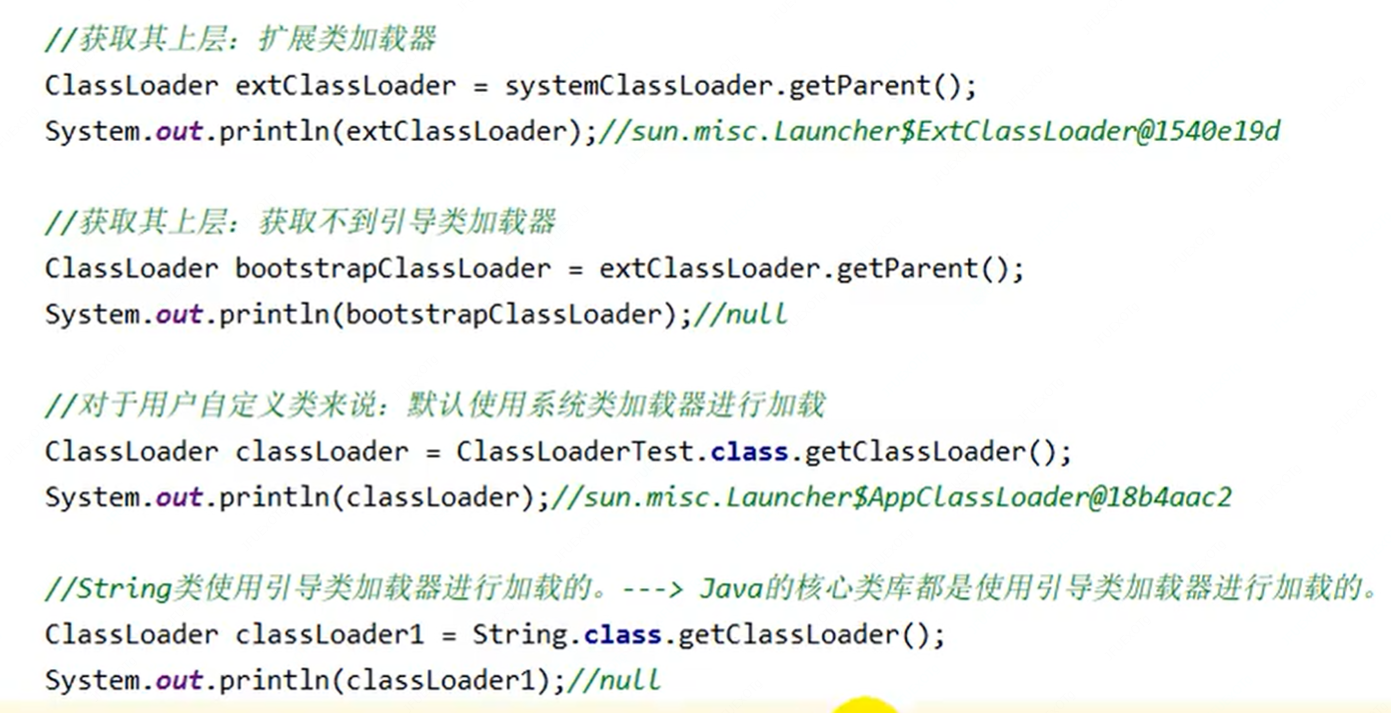 //获取其上层：扩展类加载器
ClassLoader extClassLoader = systemClassLoader.getParent();
System.out.println(extClassLoader);//sun.misc.Launcher$ExtClassLoader@1540e19d
//获取其上层：获取不到引导类加载器
ClassLoader bootstrapClassLoader = extClassLoader.getParent();
System.out.println(bootstrapClassLoader);//null
//对于用户自定义类来说：默认使用系统类加载器进行加载
ClassLoader classLoader = ClassLoaderTest.class.getClassLoader();
System.out.println(classLoader);//sun.misc.Launcher$AppClassLoader@18b4aac2
//String类使用引导类加载器进行加载的。---> Java的核心类库都是使用引导类加载器进行加载的。
ClassLoader classLoader1 = String.class.getClassLoader();
System.out.println(classLoader1);//null